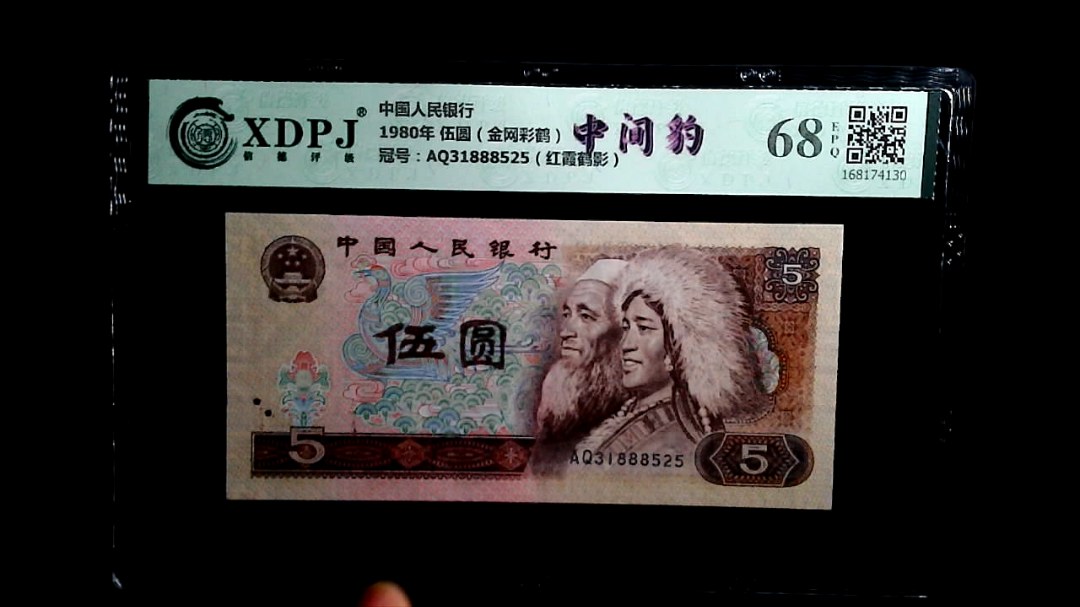 XDPJ®
信德评级
中国人民银行
1980年 伍圆（金网彩鹤）
冠号：AQ31888525（红霞鹤影）
中间豹
68
EPQ
168174130
中国人民银行
5
伍圆
5
AQ31888525
5